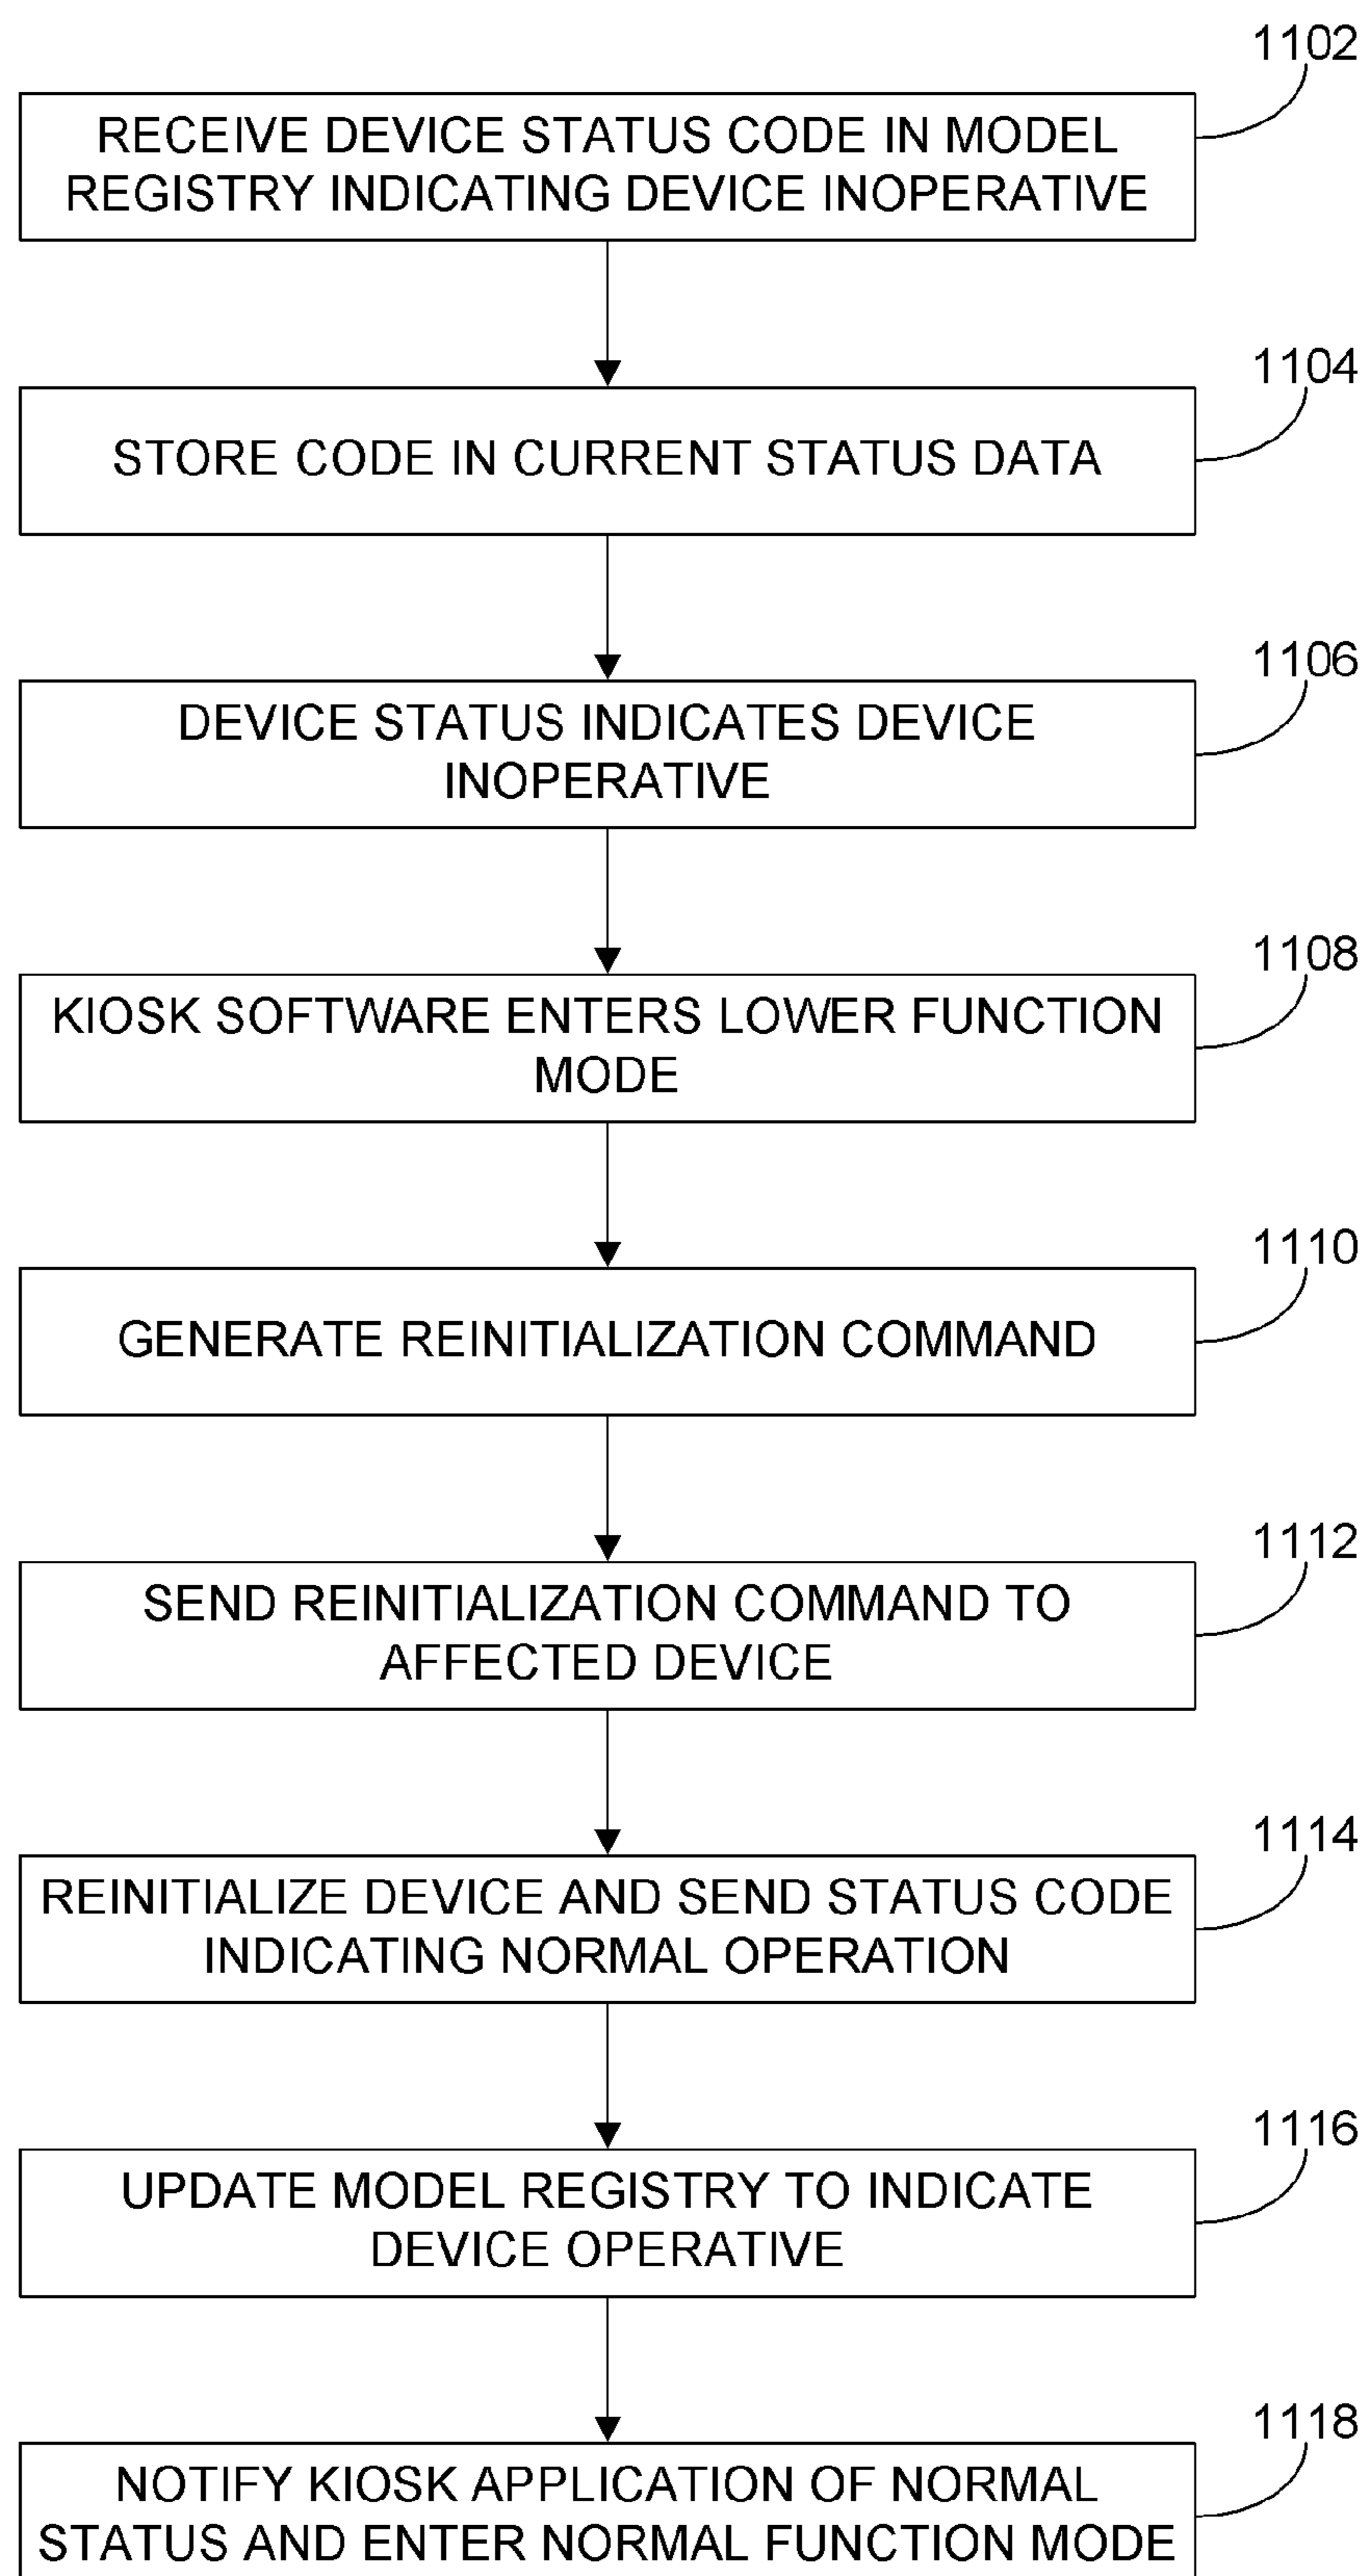 1102
RECEIVE DEVICE STATUS CODE IN MODEL
REGISTRY INDICATING DEVICE INOPERATIVE
1104
STORE CODE IN CURRENT STATUS DATA
1106
DEVICE STATUS INDICATES DEVICE
INOPERATIVE
1108
KIOSK SOFTWARE ENTERS LOWER FUNCTION
MODE
1110
GENERATE REINITIALIZATION COMMAND
1112
SEND REINITIALIZATION COMMAND TO
AFFECTED DEVICE
1114
REINITIALIZE DEVICE AND SEND STATUS CODE
INDICATING NORMAL OPERATION
1116
UPDATE MODEL REGISTRY TO INDICATE
DEVICE OPERATIVE
1118
NOTIFY KIOSK APPLICATION OF NORMAL
STATUS AND ENTER NORMAL FUNCTION MODE